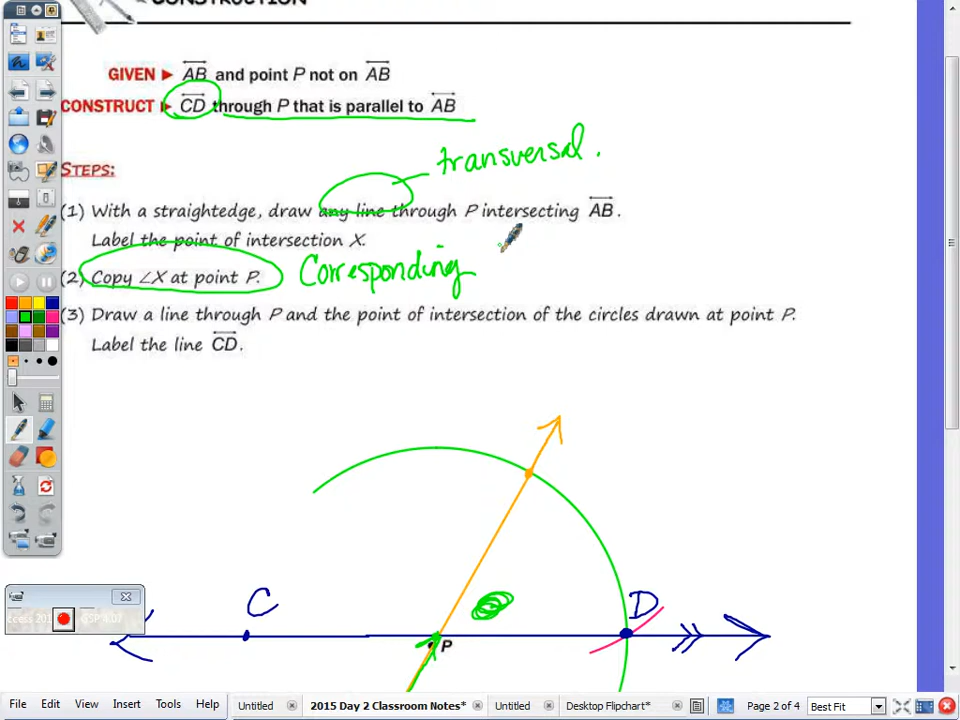 CONSTRUCTION
GIVEN ▶ AB and point P not on AB
CONSTRUCT ▶ CD through P that is parallel to AB
transversal.
STEPS:
(1) With a straightedge, draw any line through P intersecting AB.
Label the point of intersection X.
(2) Copy ∠X at point P. Corresponding
(3) Draw a line through P and the point of intersection of the circles drawn at point P.
Label the line CD.
C
D
P
GSP 4.07
File Edit View Insert Tools Help Untitled 2015 Day 2 Classroom Notes* Untitled Desktop Flipchart* Page 2 of 4 Best Fit